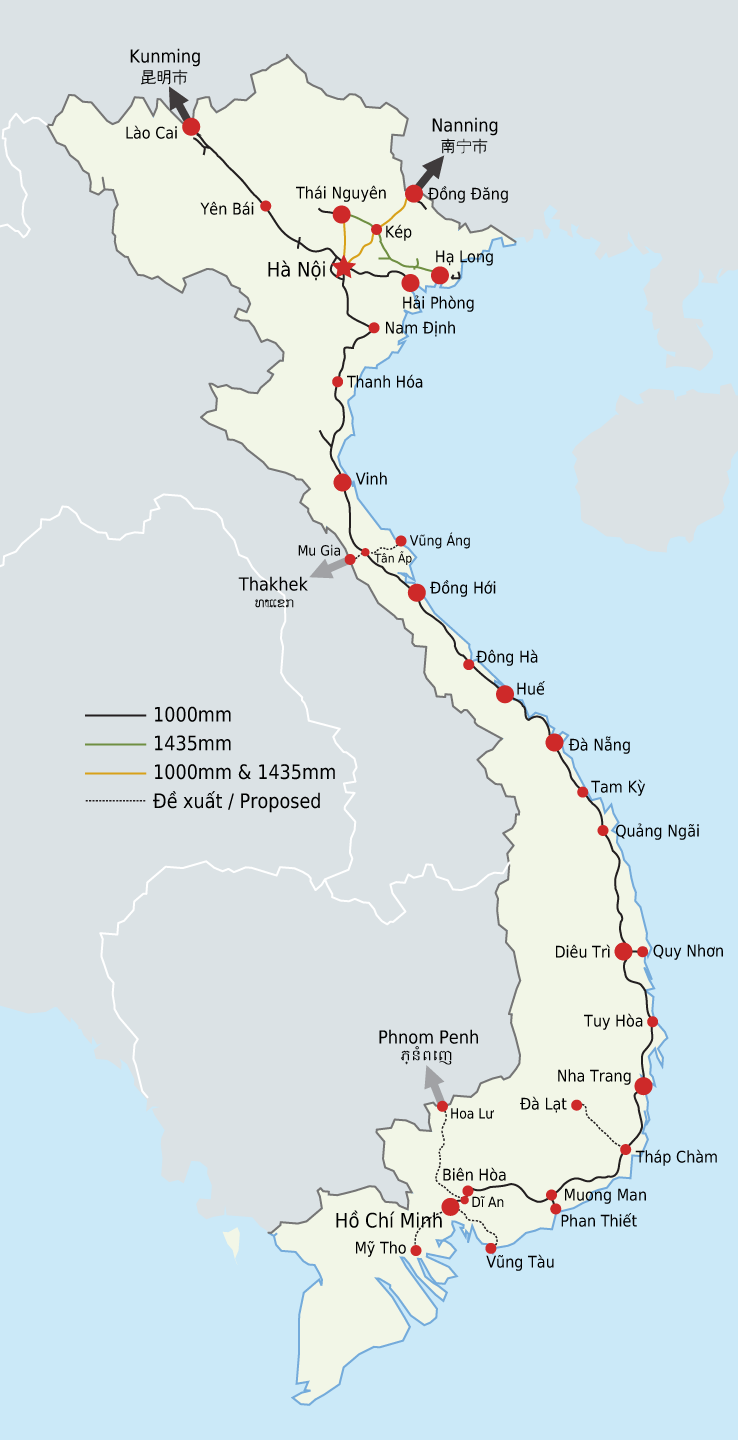 Kunming
昆明市
Lào Cai
Nanning
南宁市
Thái Nguyên
Đồng Đăng
Yên Bái
Kép
Hạ Long
Hà Nội
Hải Phòng
Nam Định
Thanh Hóa
Vinh
Vũng Áng
Mu Gia
Tân Ấp
Thakhek
ທ່າແຂກ
Đồng Hới
Đông Hà
Huế
1000mm
1435mm
1000mm & 1435mm
Đề xuất / Proposed
Đà Nẵng
Tam Kỳ
Quảng Ngãi
Diêu Trì
Quy Nhơn
Tuy Hòa
Phnom Penh
ភ្នំពេញ
Nha Trang
Đà Lạt
Hoa Lư
Tháp Chàm
Biên Hòa
Dĩ An
Muong Man
Hồ Chí Minh
Phan Thiết
Mỹ Tho
Vũng Tàu